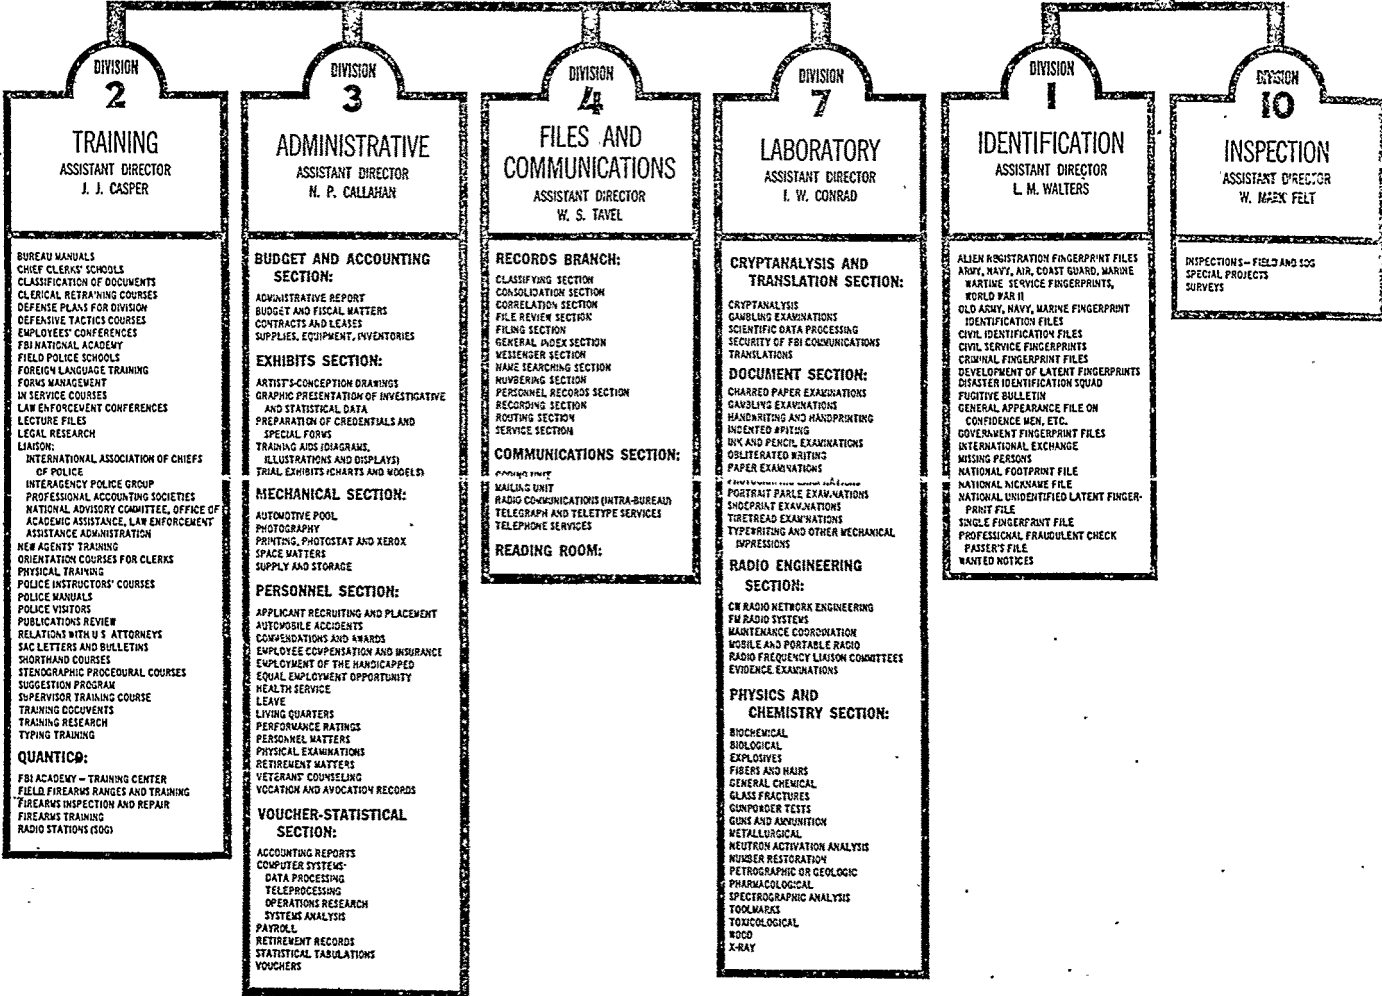 DIVISION
2
TRAINING
ASSISTANT DIRECTOR
J. J. CASPER
BUREAU MANUALS
CHIEF CLERKS' SCHOOLS
CLASSIFICATION OF DOCUMENTS
CLERICAL RETRAINING COURSES
DEFENSE PLANS FOR DIVISION
DEFENSIVE TACTICS COURSES
EMPLOYEES' CONFERENCES
FBI NATIONAL ACADEMY
FIELD POLICE SCHOOLS
FOREIGN LANGUAGE TRAINING
FORMS MANAGEMENT
IN SERVICE COURSES
LAW ENFORCEMENT CONFERENCES
LECTURE FILES
LEGAL RESEARCH
LIAISON:
INTERNATIONAL ASSOCIATION OF CHIEFS
OF POLICE
INTERAGENCY POLICE GROUP
PROFESSIONAL ACCOUNTING SOCIETIES
NATIONAL ADVISORY COMMITTEE, OFFICE OF
ACADEMIC ASSISTANCE, LAW ENFORCEMENT
ASSISTANCE ADMINISTRATION
NEW AGENTS' TRAINING
ORIENTATION COURSES FOR CLERKS
PHYSICAL TRAINING
POLICE INSTRUCTORS' COURSES
POLICE MANUALS
POLICE VISITORS
PUBLICATIONS REVIEW
RELATIONS WITH U S ATTORNEYS
SAC LETTERS AND BULLETINS
SHORTHAND COURSES
STENOGRAPHIC PROCEDURAL COURSES
SUGGESTION PROGRAM
SUPERVISOR TRAINING COURSE
TRAINING DOCUMENTS
TRAINING RESEARCH
TYPING TRAINING
QUANTICO:
FBI ACADEMY – TRAINING CENTER
FIELD FIREARMS RANGES AND TRAINING
FIREARMS INSPECTION AND REPAIR
FIREARMS TRAINING
RADIO STATIONS (SOG)
DIVISION
3
ADMINISTRATIVE
ASSISTANT DIRECTOR
N. P. CALLAHAN
BUDGET AND ACCOUNTING
SECTION:
ADMINISTRATIVE REPORT
BUDGET AND FISCAL MATTERS
CONTRACTS AND LEASES
SUPPLIES, EQUIPMENT, INVENTORIES
EXHIBITS SECTION:
ARTIST'S-CONCEPTION DRAWINGS
GRAPHIC PRESENTATION OF INVESTIGATIVE
AND STATISTICAL DATA
PREPARATION OF CREDENTIALS AND
SPECIAL FORMS
TRAINING AIDS (DIAGRAMS,
ILLUSTRATIONS AND DISPLAYS)
TRIAL EXHIBITS (CHARTS AND MODELS)
MECHANICAL SECTION:
AUTOMOTIVE POOL
PHOTOGRAPHY
PRINTING, PHOTOSTAT AND XEROX
SPACE MATTERS
SUPPLY AND STORAGE
PERSONNEL SECTION:
APPLICANT RECRUITING AND PLACEMENT
AUTOMOBILE ACCIDENTS
COMMENDATIONS AND AWARDS
EMPLOYEE COMPENSATION AND INSURANCE
EMPLOYMENT OF THE HANDICAPPED
EQUAL EMPLOYMENT OPPORTUNITY
HEALTH SERVICE
LEAVE
LIVING QUARTERS
PERFORMANCE RATINGS
PERSONNEL MATTERS
PHYSICAL EXAMINATIONS
RETIREMENT MATTERS
VETERANS' COUNSELING
VOCATION AND AVOCATION RECORDS
VOUCHER-STATISTICAL
SECTION:
ACCOUNTING REPORTS
COMPUTER SYSTEMS-
DATA PROCESSING
TELEPROCESSING
OPERATIONS RESEARCH
SYSTEMS ANALYSIS
PAYROLL
RETIREMENT RECORDS
STATISTICAL TABULATIONS
VOUCHERS
DIVISION
4
FILES AND
COMMUNICATIONS
ASSISTANT DIRECTOR
W. S. TAVEL
RECORDS BRANCH:
CLASSIFYING SECTION
CONSOLIDATION SECTION
CORRELATION SECTION
FILE REVIEW SECTION
FILING SECTION
GENERAL INDEX SECTION
MESSENGER SECTION
NAME SEARCHING SECTION
NUMBERING SECTION
PERSONNEL RECORDS SECTION
RECORDING SECTION
ROUTING SECTION
SERVICE SECTION
COMMUNICATIONS SECTION:
CODING UNIT
MAILING UNIT
RADIO COMMUNICATIONS (INTRA-BUREAU)
TELEGRAPH AND TELETYPE SERVICES
TELEPHONE SERVICES
READING ROOM:
DIVISION
7
LABORATORY
ASSISTANT DIRECTOR
I. W. CONRAD
CRYPTANALYSIS AND
TRANSLATION SECTION:
CRYPTANALYSIS
GAMBLING EXAMINATIONS
SCIENTIFIC DATA PROCESSING
SECURITY OF FBI COMMUNICATIONS
TRANSLATIONS
DOCUMENT SECTION:
CHARRED PAPER EXAMINATIONS
GAMBLING EXAMINATIONS
HANDWRITING AND HANDPRINTING
INDENTED WRITING
INK AND PENCIL EXAMINATIONS
OBLITERATED WRITING
PAPER EXAMINATIONS
PORTRAIT PARLE EXAMINATIONS
SHOEPRINT EXAMINATIONS
TIRETREAD EXAMINATIONS
TYPEWRITING AND OTHER MECHANICAL
IMPRESSIONS
RADIO ENGINEERING
SECTION:
CW RADIO NETWORK ENGINEERING
FM RADIO SYSTEMS
MAINTENANCE COORDINATION
MOBILE AND PORTABLE RADIO
RADIO FREQUENCY LIAISON COMMITTEES
EVIDENCE EXAMINATIONS
PHYSICS AND
CHEMISTRY SECTION:
BIOCHEMICAL
BIOLOGICAL
EXPLOSIVES
FIBERS AND HAIRS
GENERAL CHEMICAL
GLASS FRACTURES
GUNPOWDER TESTS
GUNS AND AMMUNITION
METALLURGICAL
NEUTRON ACTIVATION ANALYSIS
NUMBER RESTORATION
PETROGRAPHIC OR GEOLOGIC
PHARMACOLOGICAL
SPECTROGRAPHIC ANALYSIS
TOOLMARKS
TOXICOLOGICAL
WOOD
X-RAY
DIVISION
1
IDENTIFICATION
ASSISTANT DIRECTOR
L. M. WALTERS
ALIEN REGISTRATION FINGERPRINT FILES
ARMY, NAVY, AIR, COAST GUARD, MARINE
WARTIME SERVICE FINGERPRINTS,
WORLD WAR II
OLD ARMY, NAVY, MARINE FINGERPRINT
IDENTIFICATION FILES
CIVIL IDENTIFICATION FILES
CIVIL SERVICE FINGERPRINTS
CRIMINAL FINGERPRINT FILES
DEVELOPMENT OF LATENT FINGERPRINTS
DISASTER IDENTIFICATION SQUAD
FUGITIVE BULLETIN
GENERAL APPEARANCE FILE ON
CONFIDENCE MEN, ETC.
GOVERNMENT FINGERPRINT FILES
INTERNATIONAL EXCHANGE
MISSING PERSONS
NATIONAL FOOTPRINT FILE
NATIONAL NICKNAME FILE
NATIONAL UNIDENTIFIED LATENT FINGER-
PRINT FILE
SINGLE FINGERPRINT FILE
PROFESSIONAL FRAUDULENT CHECK
PASSER'S FILE
WANTED NOTICES
DIVISION
10
INSPECTION
ASSISTANT DIRECTOR
W. MARK FELT
INSPECTIONS – FIELD AND SOG
SPECIAL PROJECTS
SURVEYS